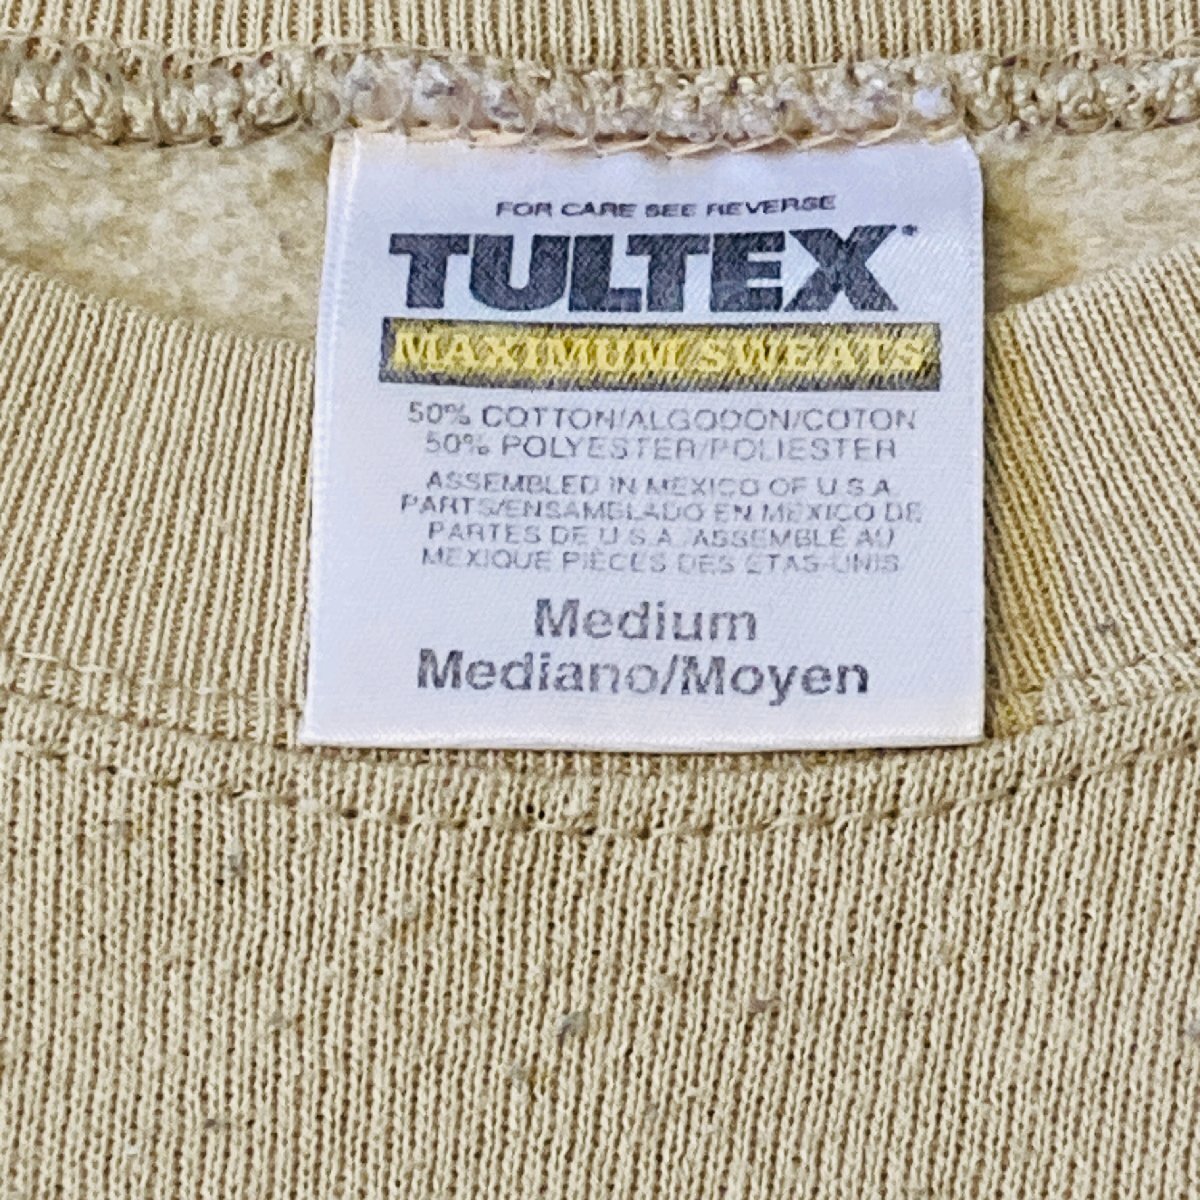 FOR CARE SEE REVERSE
TULTEX
MAXIMUM SWEATS
50% COTTON/ALGODON/COTON
50% POLYESTER/POLIESTER
ASSEMBLED IN MEXICO OF U.S.A.
PARTS/ENSAMBLADO EN MEXICO DE
PARTES DE U.S.A. ASSEMBLÉ AU
MEXIQUE PIÈCES DES ETAS-UNIS
Medium
Mediano/Moyen